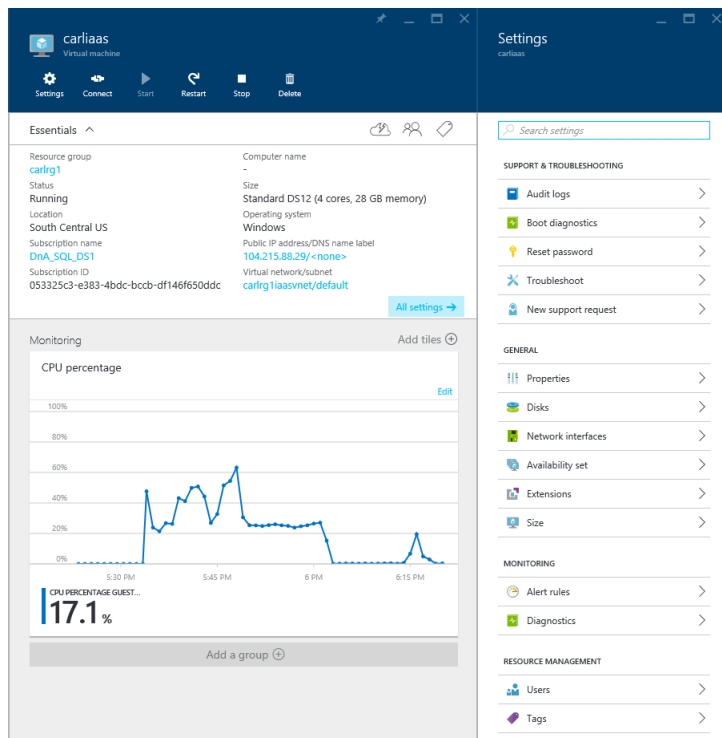 carliaas
Virtual machine
Settings
Connect
Start
Restart
Stop
Delete
Essentials
Resource group
carlrg1
Computer name
-
Status
Running
Size
Standard DS12 (4 cores, 28 GB memory)
Location
South Central US
Operating system
Windows
Subscription name
DnA_SQL_DS1
Public IP address/DNS name label
104.215.88.29/<none>
Subscription ID
053325c3-e383-4bdc-bccb-df146f650ddc
Virtual network/subnet
carlrg1iaasvnet/default
All settings →
Monitoring
Add tiles
CPU percentage
Edit
100%
80%
60%
40%
20%
0%
5:30 PM
5:45 PM
6 PM
6:15 PM
CPU PERCENTAGE GUEST...
17.1 %
Add a group
Settings
carliaas
Search settings
SUPPORT & TROUBLESHOOTING
Audit logs
Boot diagnostics
Reset password
Troubleshoot
New support request
GENERAL
Properties
Disks
Network interfaces
Availability set
Extensions
Size
MONITORING
Alert rules
Diagnostics
RESOURCE MANAGEMENT
Users
Tags